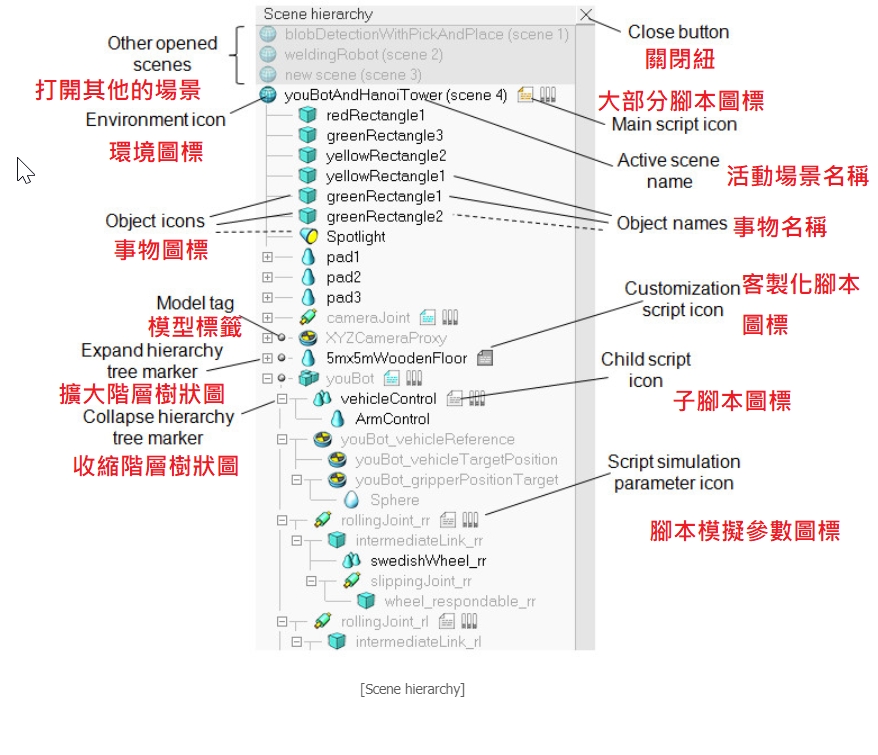 Scene hierarchy
Other opened
scenes
打開其他的場景
Environment icon
環境圖標
Object icons
事物圖標
Model tag
模型標籤
Expand hierarchy
tree marker
擴大階層樹狀圖
Collapse hierarchy
tree marker
收縮階層樹狀圖
blobDetectionWithPickAndPlace (scene 1)
weldingRobot (scene 2)
new scene (scene 3)
youBotAndHanoiTower (scene 4)
redRectangle1
greenRectangle3
yellowRectangle2
yellowRectangle1
greenRectangle1
greenRectangle2
Spotlight
pad1
pad2
pad3
cameraJoint
XYZCameraProxy
5mx5mWoodenFloor
youBot
vehicleControl
ArmControl
youBot_vehicleReference
youBot_vehicleTargetPosition
youBot_gripperPositionTarget
Sphere
rollingJoint_rr
intermediateLink_rr
swedishWheel_rr
slippingJoint_rr
wheel_respondable_rr
rollingJoint_rl
intermediateLink_rl
Close button
關閉紐
大部分腳本圖標
Main script icon
Active scene
name
活動場景名稱
Object names
事物名稱
Customization
script icon
客製化腳本
圖標
Child script
icon
子腳本圖標
Script simulation
parameter icon
腳本模擬參數圖標
[Scene hierarchy]